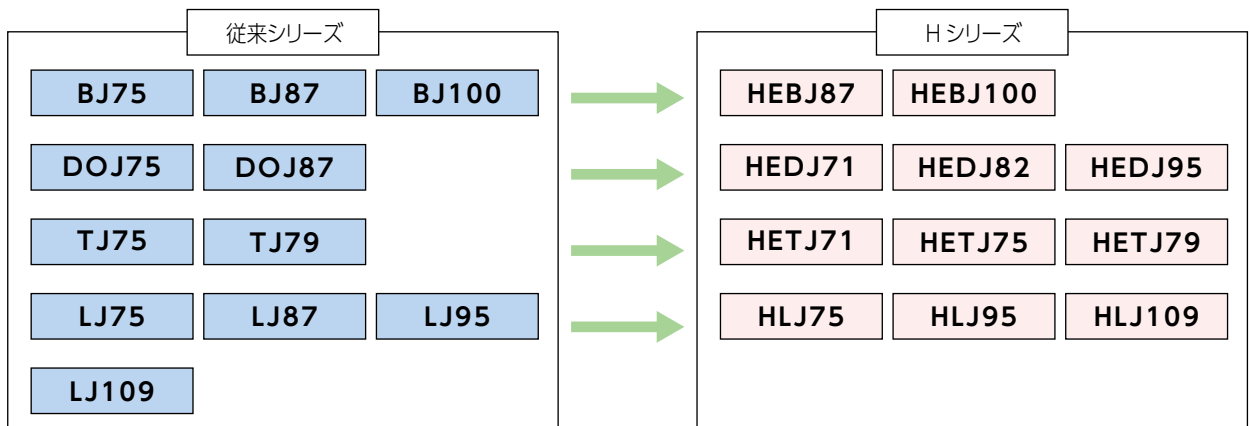 従来シリーズ
BJ75 BJ87 BJ100
DOJ75 DOJ87
TJ75 TJ79
LJ75 LJ87 LJ95
LJ109
Hシリーズ
HEBJ87 HEBJ100
HEDJ71 HEDJ82 HEDJ95
HETJ71 HETJ75 HETJ79
HLJ75 HLJ95 HLJ109